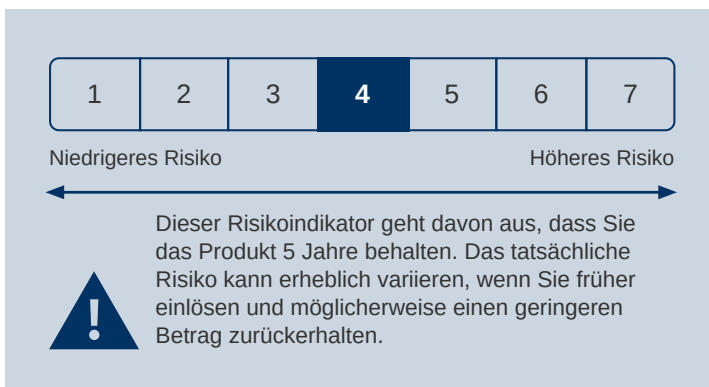 1 2 3 4 5 6 7
Niedrigeres Risiko Höheres Risiko
Dieser Risikoindikator geht davon aus, dass Sie
das Produkt 5 Jahre behalten. Das tatsächliche
Risiko kann erheblich variieren, wenn Sie früher
einlösen und möglicherweise einen geringeren
Betrag zurückerhalten.
!